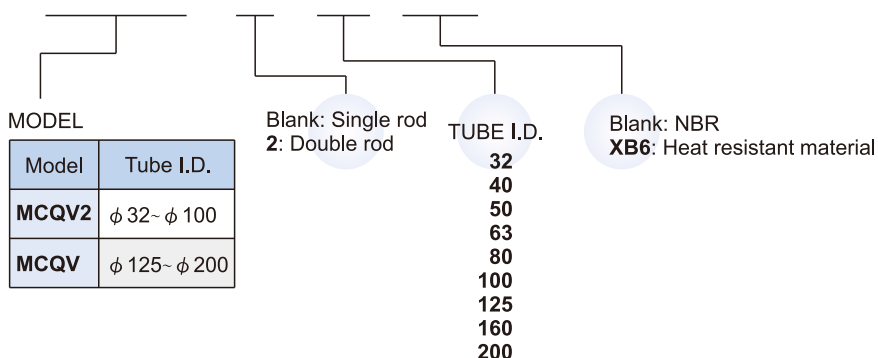 MODEL
Model Tube I.D.
MCQV2 ϕ 32~ ϕ 100
MCQV ϕ 125~ ϕ 200
Blank: Single rod
2: Double rod
TUBE I.D.
32
40
50
63
80
100
125
160
200
Blank: NBR
XB6: Heat resistant material